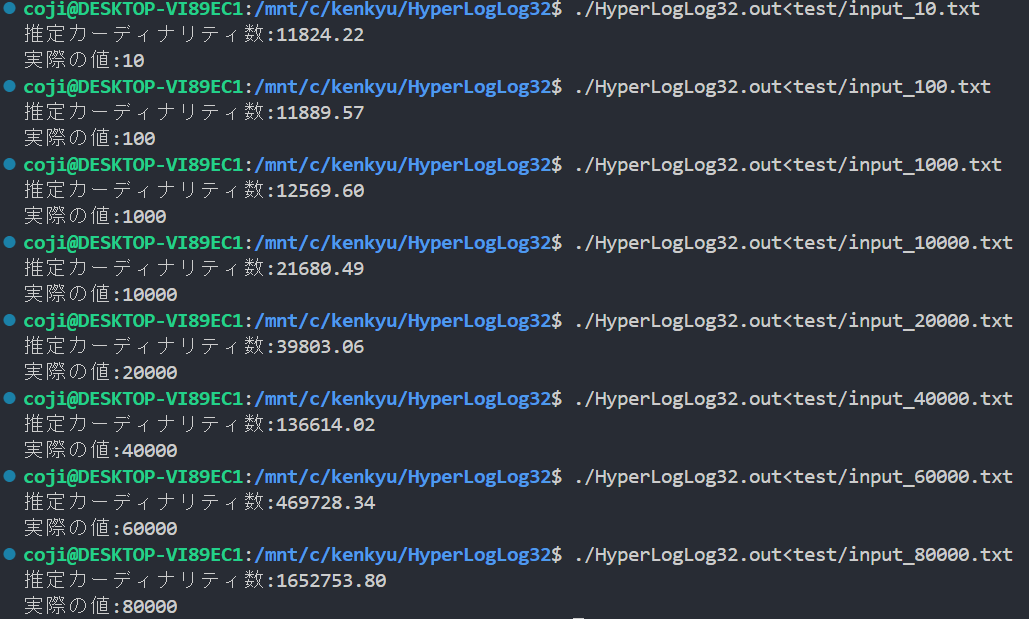 coji@DESKTOP-VI89EC1:/mnt/c/kenkyu/HyperLogLog32$ ./HyperLogLog32.out<test/input_10.txt
推定カーディナリティ数:11824.22
実際の値:10
coji@DESKTOP-VI89EC1:/mnt/c/kenkyu/HyperLogLog32$ ./HyperLogLog32.out<test/input_100.txt
推定カーディナリティ数:11889.57
実際の値:100
coji@DESKTOP-VI89EC1:/mnt/c/kenkyu/HyperLogLog32$ ./HyperLogLog32.out<test/input_1000.txt
推定カーディナリティ数:12569.60
実際の値:1000
coji@DESKTOP-VI89EC1:/mnt/c/kenkyu/HyperLogLog32$ ./HyperLogLog32.out<test/input_10000.txt
推定カーディナリティ数:21680.49
実際の値:10000
coji@DESKTOP-VI89EC1:/mnt/c/kenkyu/HyperLogLog32$ ./HyperLogLog32.out<test/input_20000.txt
推定カーディナリティ数:39803.06
実際の値:20000
coji@DESKTOP-VI89EC1:/mnt/c/kenkyu/HyperLogLog32$ ./HyperLogLog32.out<test/input_40000.txt
推定カーディナリティ数:136614.02
実際の値:40000
coji@DESKTOP-VI89EC1:/mnt/c/kenkyu/HyperLogLog32$ ./HyperLogLog32.out<test/input_60000.txt
推定カーディナリティ数:469728.34
実際の値:60000
coji@DESKTOP-VI89EC1:/mnt/c/kenkyu/HyperLogLog32$ ./HyperLogLog32.out<test/input_80000.txt
推定カーディナリティ数:1652753.80
実際の値:80000